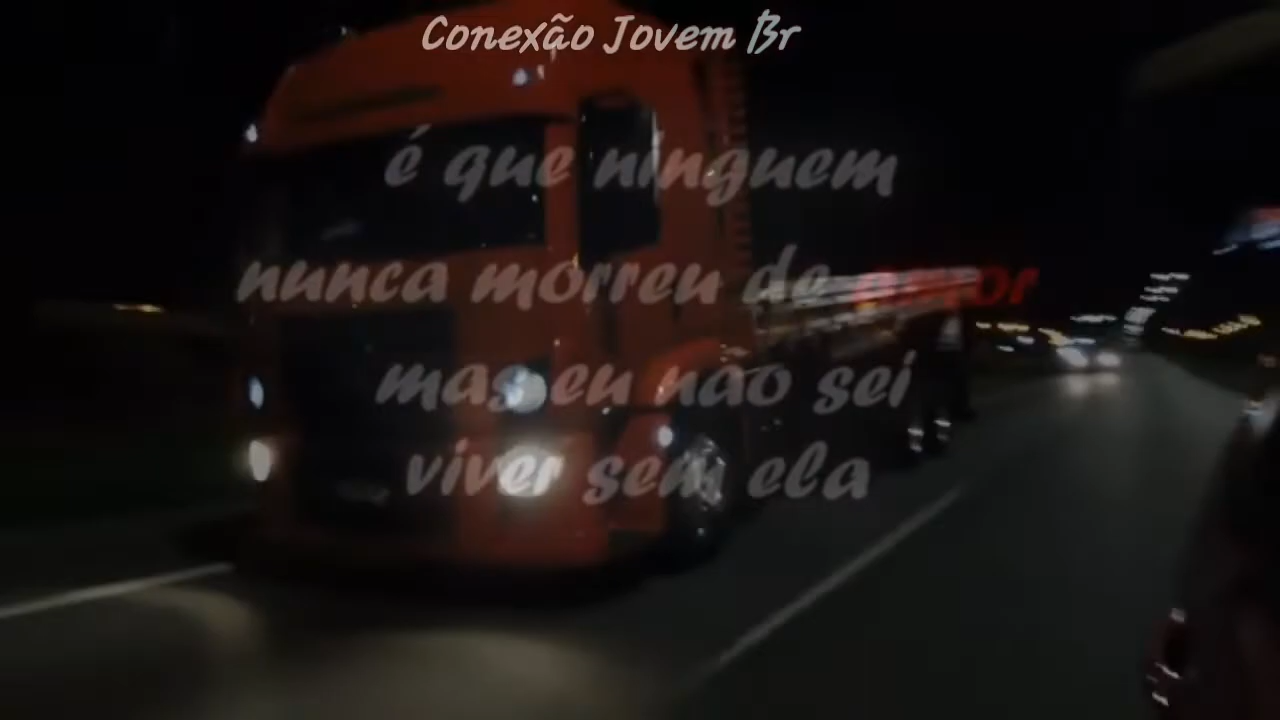 Conexão Jovem Br
é que ninguem
nunca morreu de amor
mas eu não sei
viver sem ela